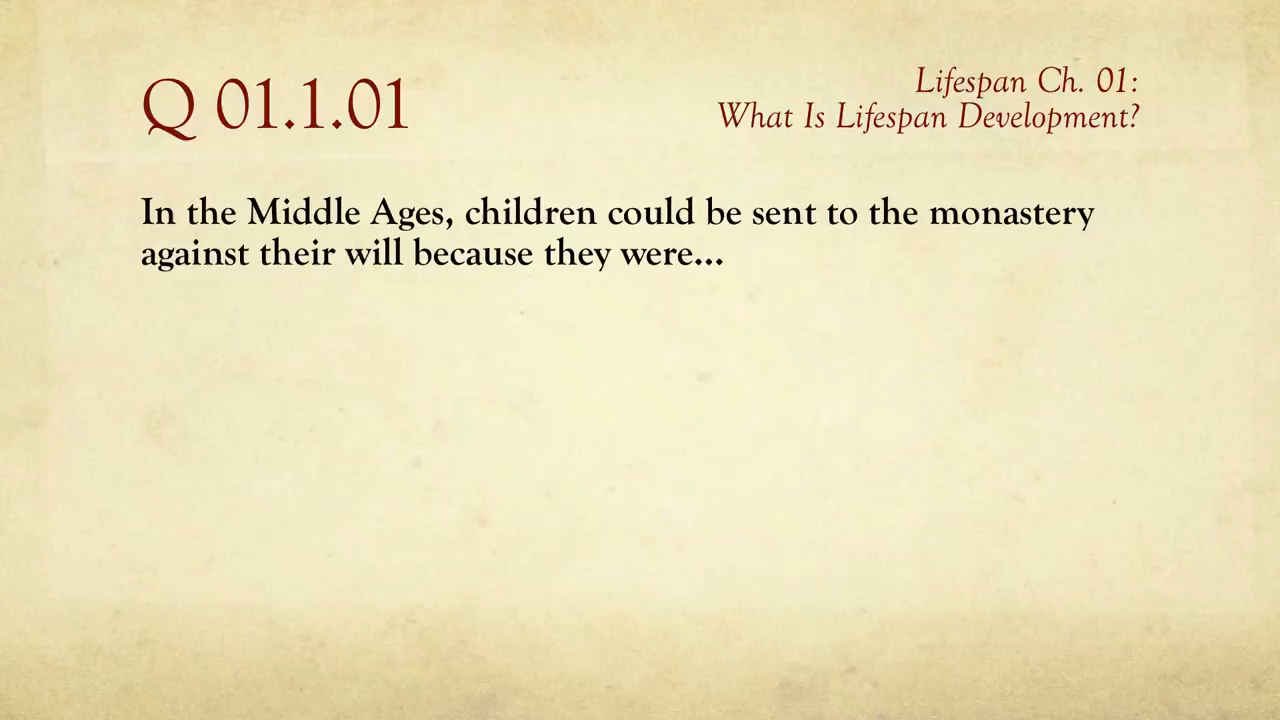 Q 01.1.01
Lifespan Ch. 01:
What Is Lifespan Development?
In the Middle Ages, children could be sent to the monastery
against their will because they were...